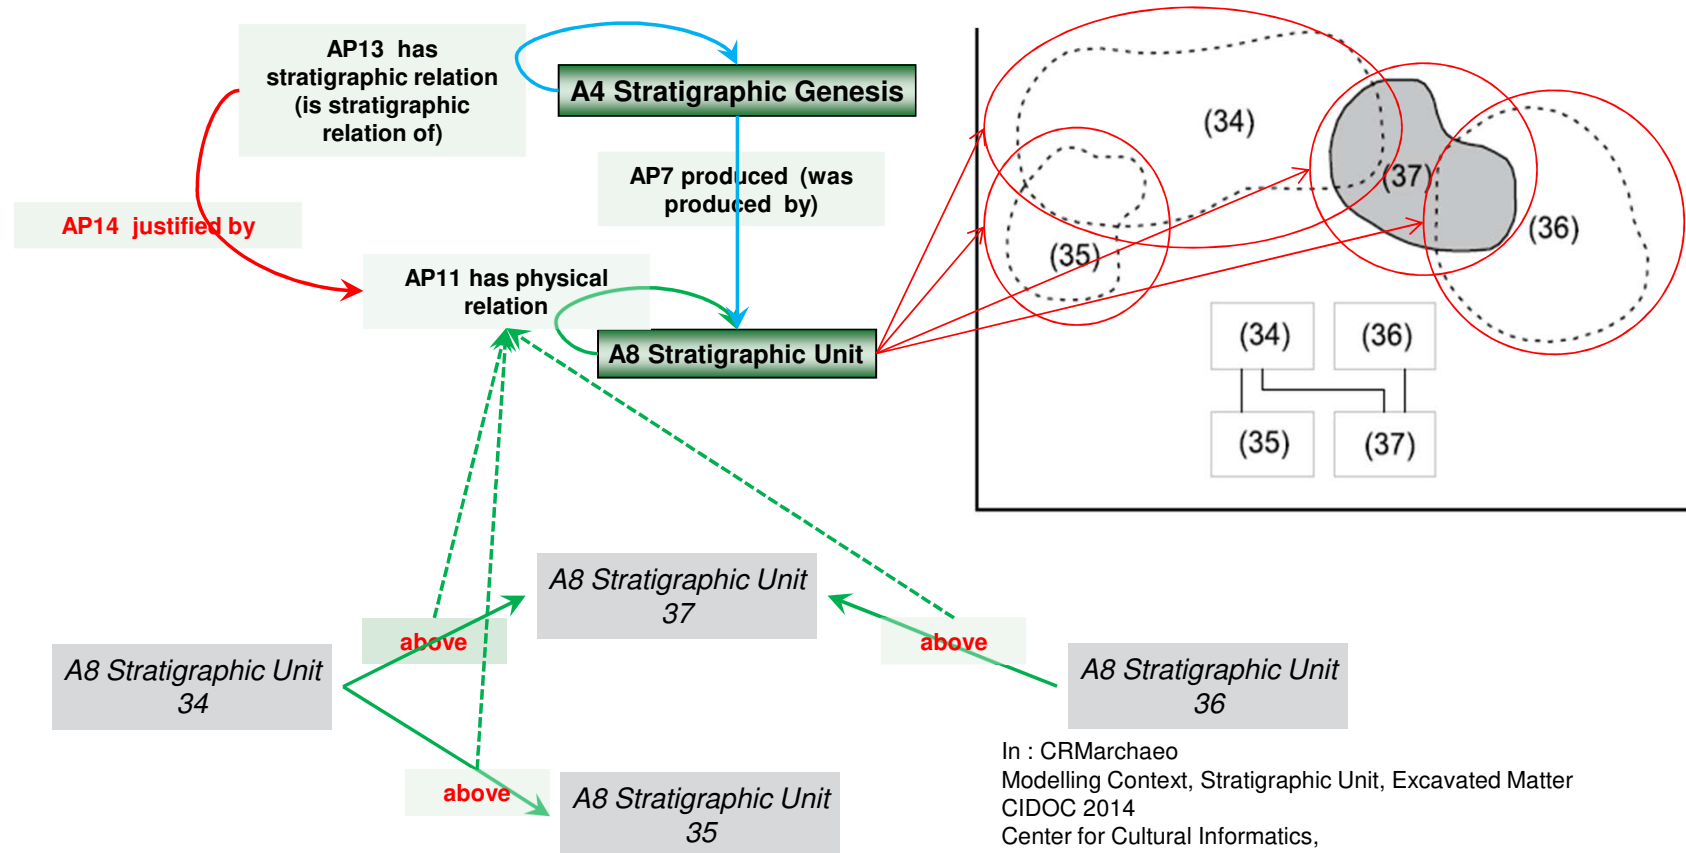 AP13 has
stratigraphic relation
(is stratigraphic
relation of)
A4 Stratigraphic Genesis
AP7 produced (was
produced by)
AP14 justified by
AP11 has physical
relation
A8 Stratigraphic Unit
(34)
(37)
(35)
(36)
(34)
(36)
(35)
(37)
A8 Stratigraphic Unit
37
above
above
A8 Stratigraphic Unit
34
A8 Stratigraphic Unit
36
above
A8 Stratigraphic Unit
35
In : CRMarchaeo
Modelling Context, Stratigraphic Unit, Excavated Matter
CIDOC 2014
Center for Cultural Informatics,